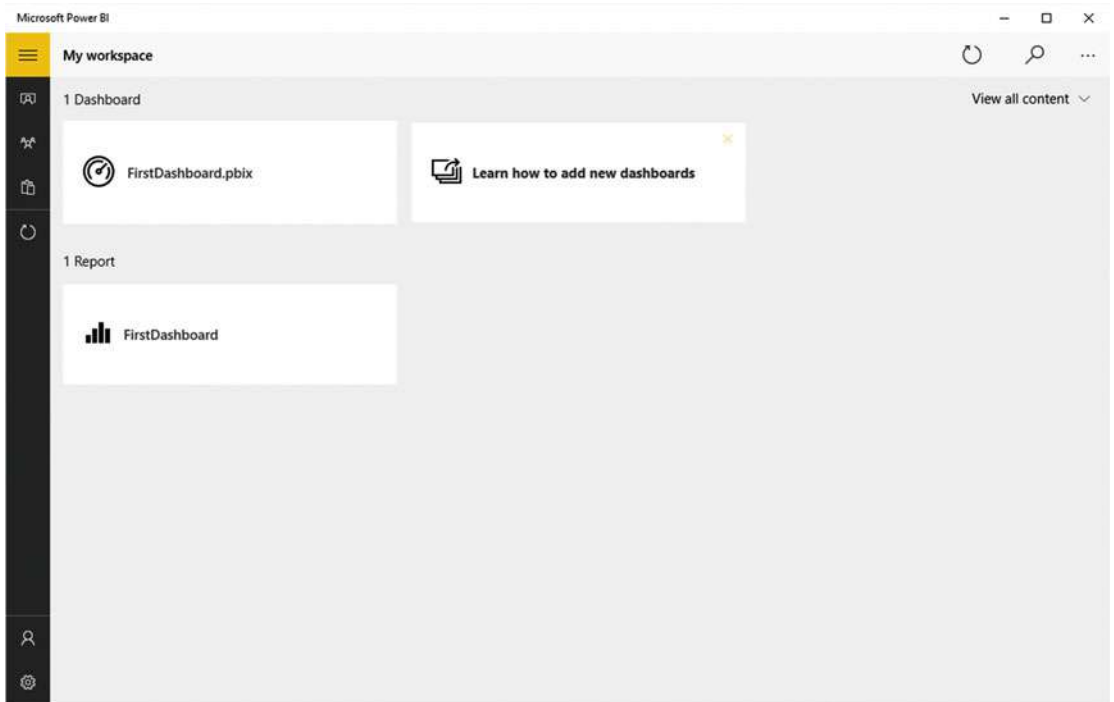 Microsoft Power BI
My workspace
1 Dashboard
View all content
FirstDashboard.pbix
Learn how to add new dashboards
1 Report
FirstDashboard